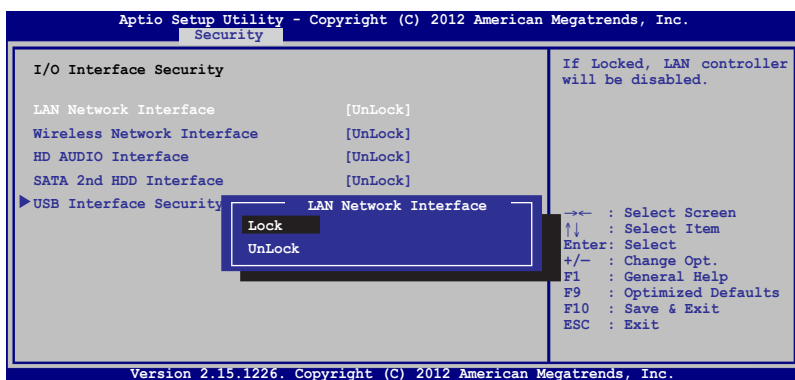 Aptio Setup Utility - Copyright (C) 2012 American Megatrends, Inc.
Security
I/O Interface Security
LAN Network Interface [UnLock]
Wireless Network Interface [UnLock]
HD AUDIO Interface [UnLock]
SATA 2nd HDD Interface [UnLock]
USB Interface Security
LAN Network Interface
Lock
UnLock
If Locked, LAN controller
will be disabled.
→← : Select Screen
↑↓ : Select Item
Enter: Select
+/— : Change Opt.
F1 : General Help
F9 : Optimized Defaults
F10 : Save & Exit
ESC : Exit
Version 2.15.1226. Copyright (C) 2012 American Megatrends, Inc.